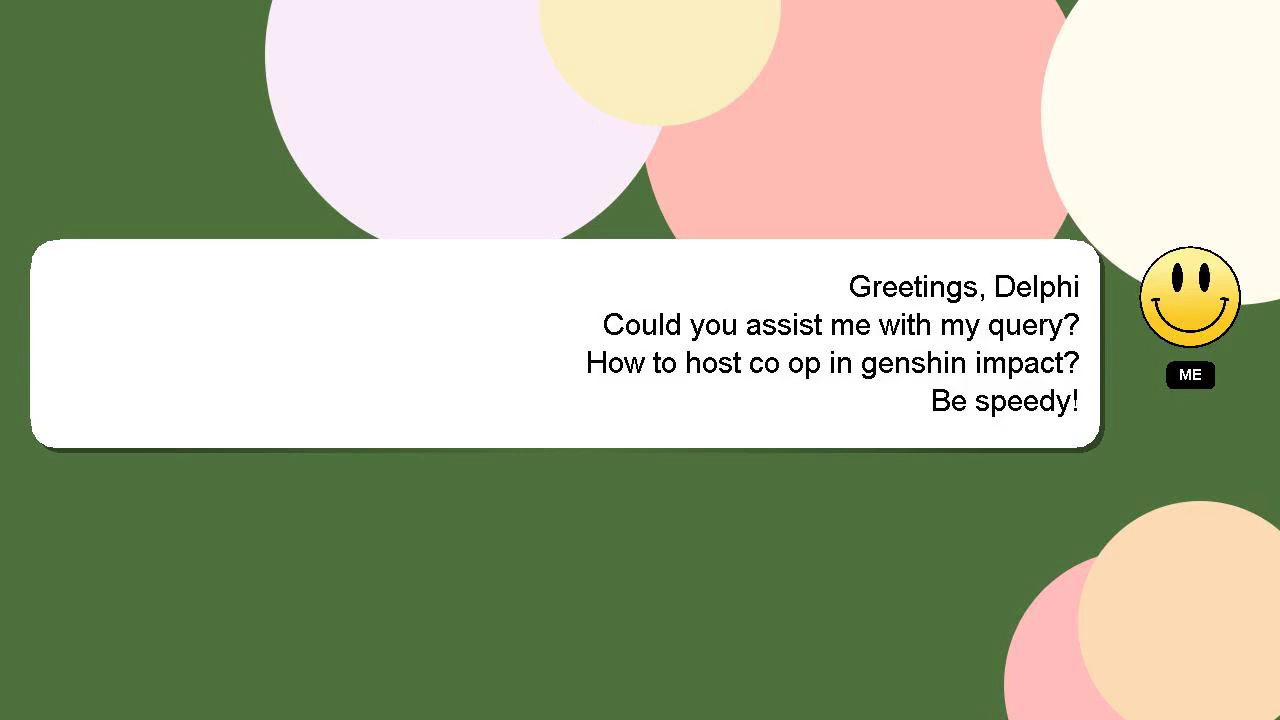 Greetings, Delphi
Could you assist me with my query?
How to host co op in genshin impact?
Be speedy!
ME